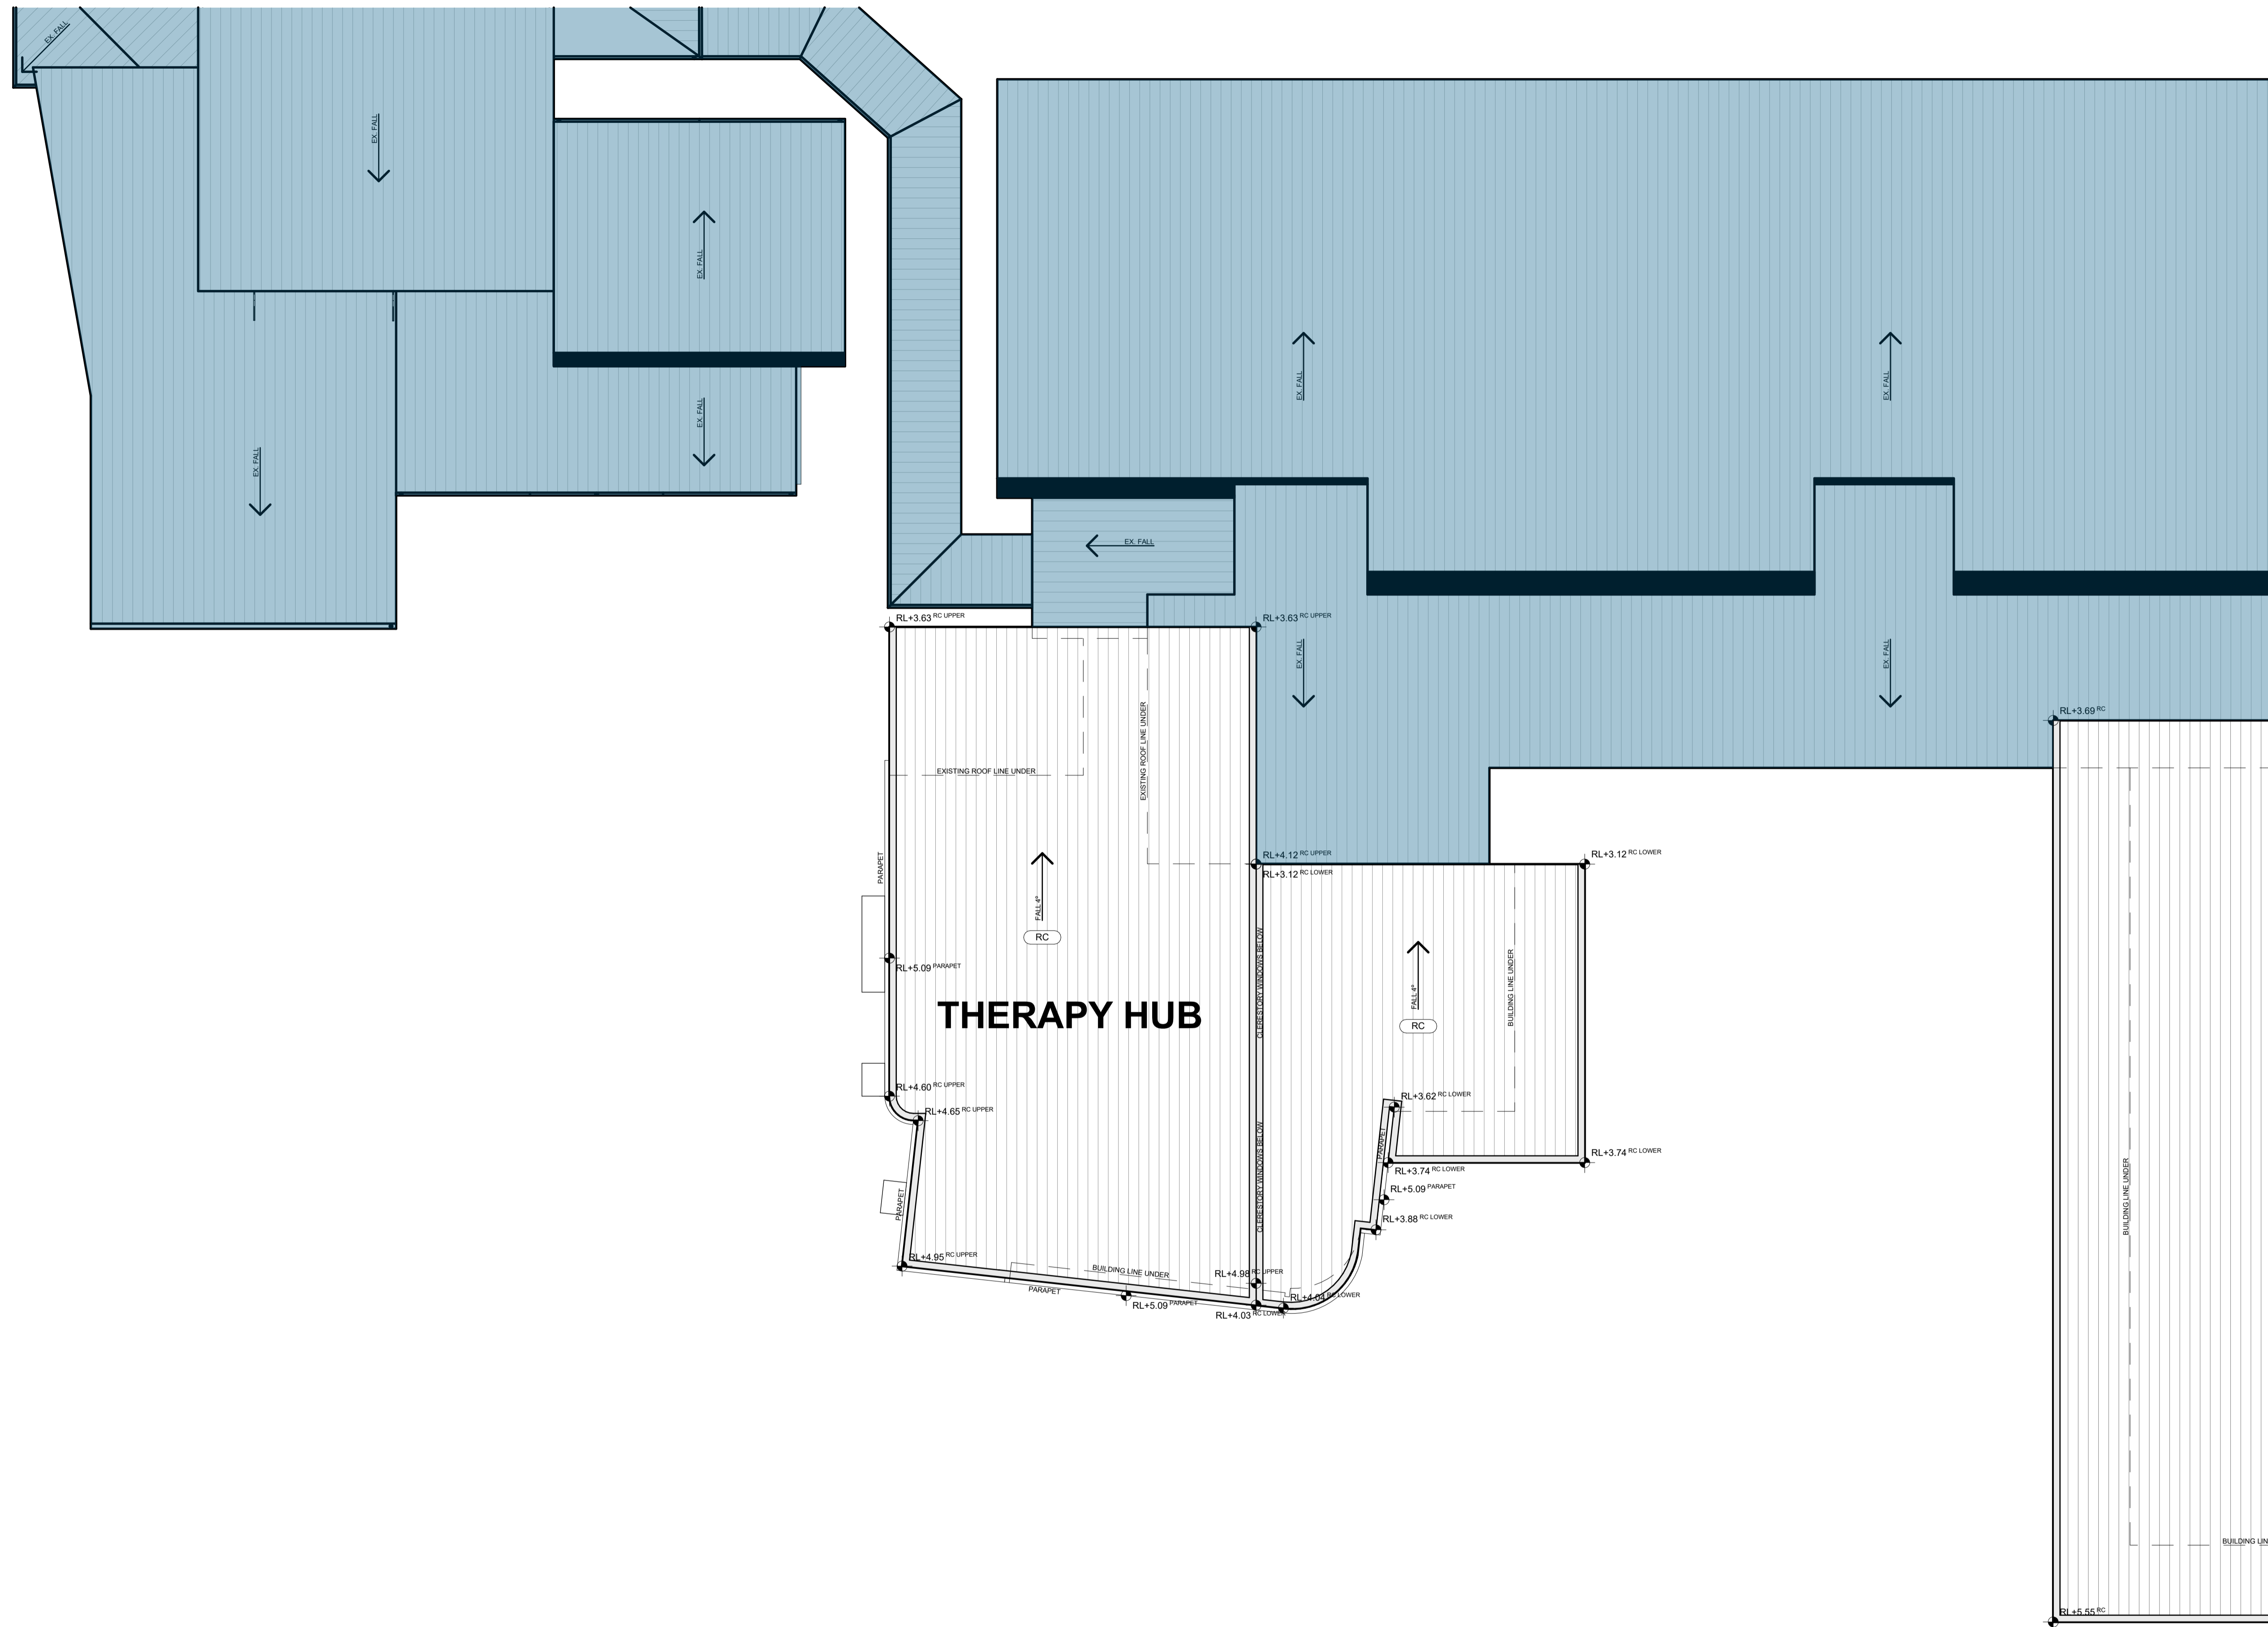 EX. FALL
EX. FALL
EX. FALL
EX. FALL
EX. FALL
EX. FALL
EX. FALL
EX. FALL
RL+3.63 RC UPPER
RL+3.63 RC UPPER
EX. FALL
EX. FALL
RL+3.69 RC
EXISTING ROOF LINE UNDER
EXISTING ROOF LINE UNDER
RL+4.12 RC UPPER
RL+3.12 RC LOWER
RL+3.12 RC LOWER
PARAPET
FALL 4°
RC
CLERESTORY WINDOWS BELOW
BUILDING LINE UNDER
RL+5.09 PARAPET
FALL 4°
RC
THERAPY HUB
RL+4.60 RC UPPER
RL+4.65 RC UPPER
RL+3.62 RC LOWER
PARAPET
CLERESTORY WINDOWS BELOW
RL+3.74 RC LOWER
RL+3.74 RC LOWER
RL+5.09 PARAPET
PARAPET
RL+3.88 RC LOWER
BUILDING LINE UNDER
RL+4.95 RC UPPER
BUILDING LINE UNDER
RL+4.98 RC UPPER
PARAPET
RL+5.09 PARAPET
RL+4.04 RC LOWER
RL+4.03 RC LOWER
BUILDING LIN
RL+5.55 RC